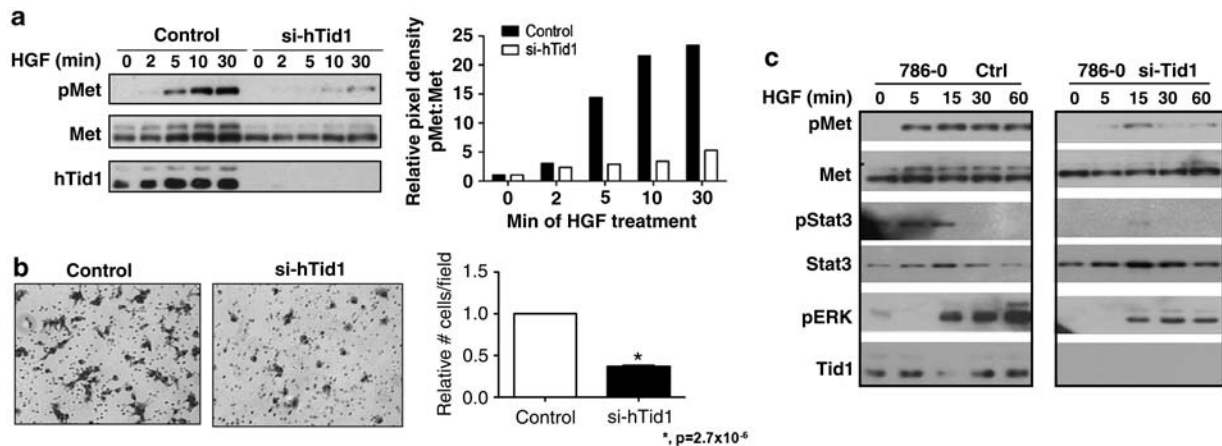 a
Control si-hTid1
HGF (min) 0 2 5 10 30 0 2 5 10 30
pMet
Met
hTid1
Relative pixel density
pMet:Met
25
20
15
10
5
0
Control
si-hTid1
0 2 5 10 30
Min of HGF treatment
b
Control si-hTid1
Relative # cells/field
1.5
1.0
0.5
0.0
*
Control si-hTid1
*, p=2.7x10-6
c
786-0 Ctrl 786-0 si-Tid1
HGF (min) 0 5 15 30 60 0 5 15 30 60
pMet
Met
pStat3
Stat3
pERK
Tid1